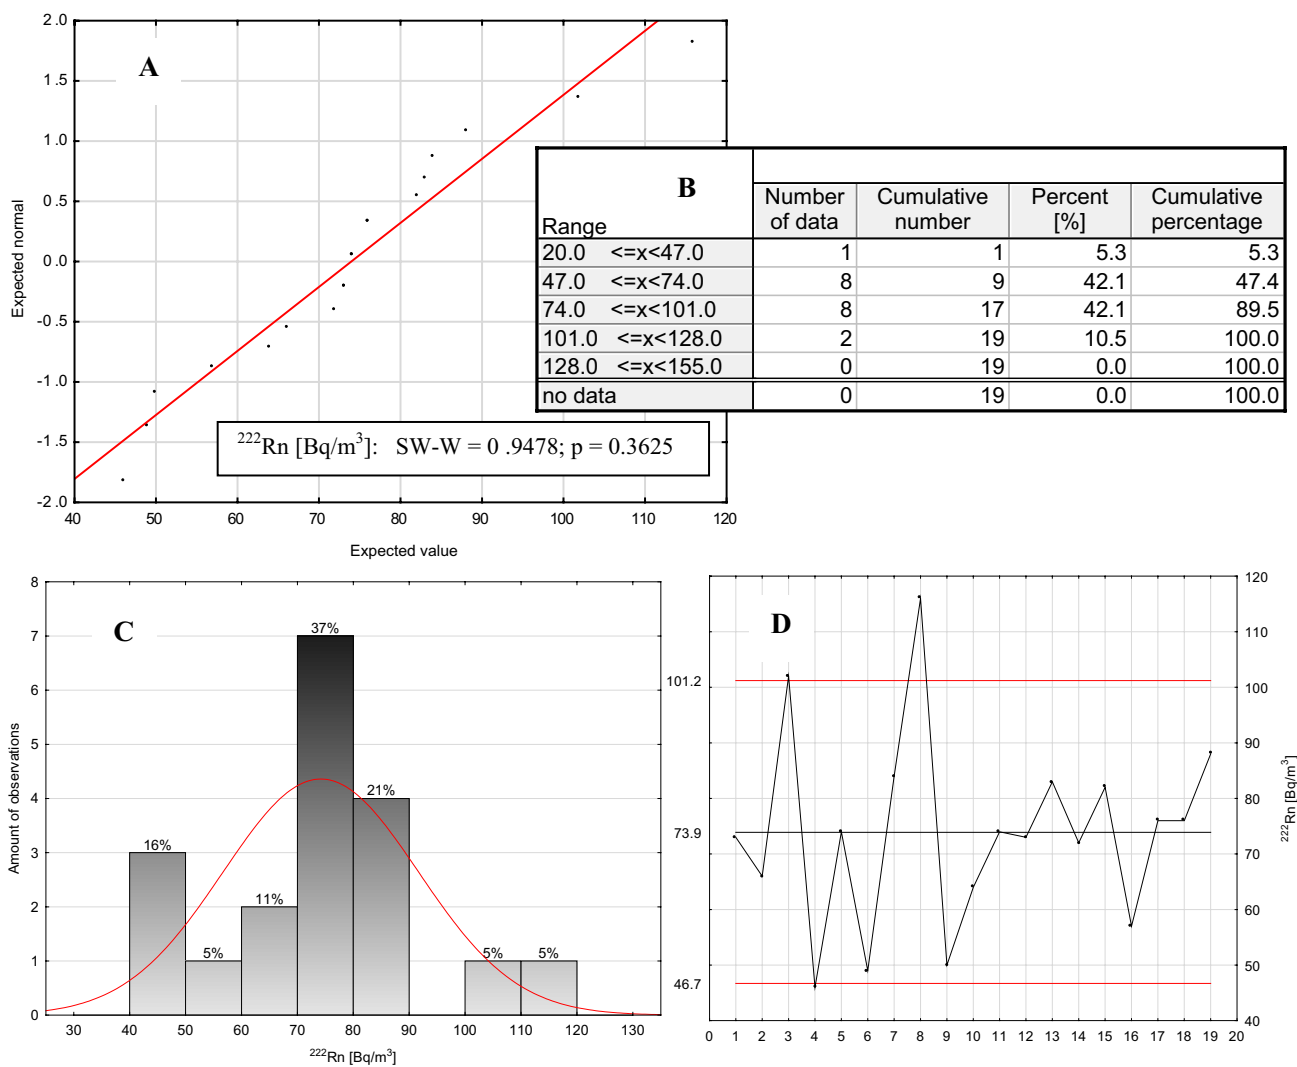 A
2.0
1.5
1.0
0.5
0.0
-0.5
-1.0
-1.5
-2.0
Expected normal
40 50 60 70 80 90 100 110 120
Expected value
²²²Rn [Bq/m³]: SW-W = 0 .9478; p = 0.3625
B
Range Number of data Cumulative number Percent [%] Cumulative percentage
20.0 <=x<47.0 1 1 5.3 5.3
47.0 <=x<74.0 8 9 42.1 47.4
74.0 <=x<101.0 8 17 42.1 89.5
101.0 <=x<128.0 2 19 10.5 100.0
128.0 <=x<155.0 0 19 0.0 100.0
no data 0 19 0.0 100.0
C
8
7
6
5
4
3
2
1
0
Amount of observations
16%
5%
11%
37%
21%
5%
5%
30 40 50 60 70 80 90 100 110 120 130
²²²Rn [Bq/m³]
D
101.2
73.9
46.7
120
110
100
90
80
70
60
50
40
²²²Rn [Bq/m³]
0 1 2 3 4 5 6 7 8 9 10 11 12 13 14 15 16 17 18 19 20